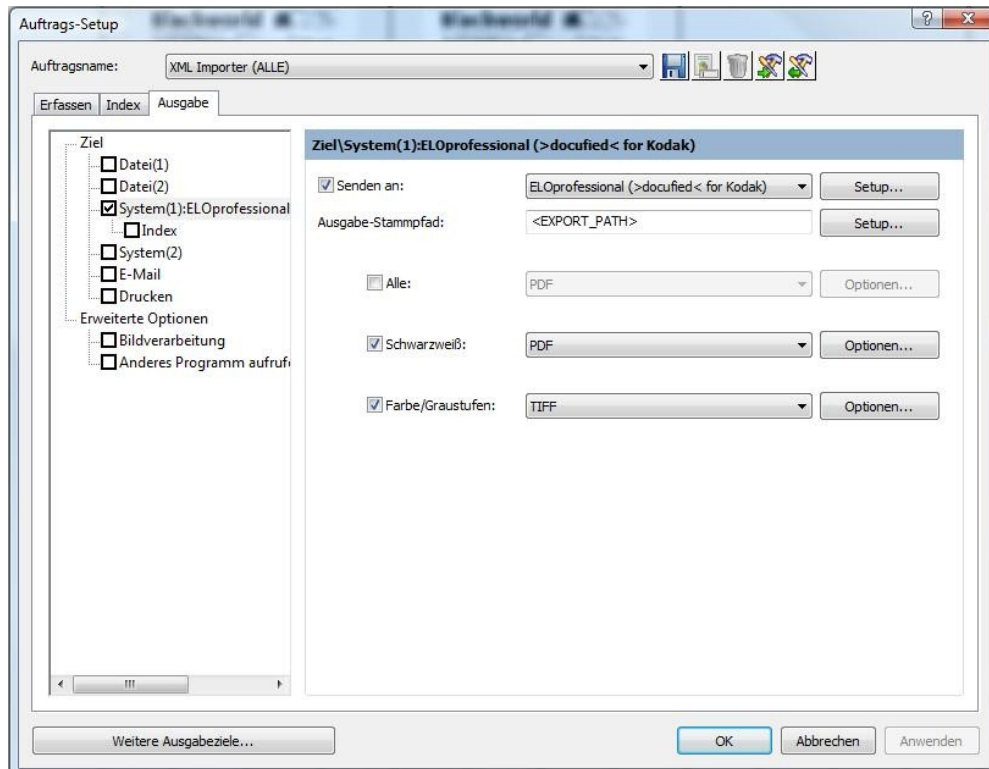 Auftrags-Setup
Auftragsname: XML Importer (ALLE)
Erfassen Index Ausgabe
Ziel
Datei(1)
Datei(2)
System(1):ELOprofessional
Index
System(2)
E-Mail
Drucken
Erweiterte Optionen
Bildverarbeitung
Anderes Programm aufrufe
Ziel\System(1):ELOprofessional (>docufied< for Kodak)
Senden an: ELOprofessional (>docufied< for Kodak) Setup...
Ausgabe-Stammpfad: <EXPORT_PATH> Setup...
Alle: PDF Optionen...
Schwarzweiß: PDF Optionen...
Farbe/Graustufen: TIFF Optionen...
Weitere Ausgabeziele... OK Abbrechen Anwenden